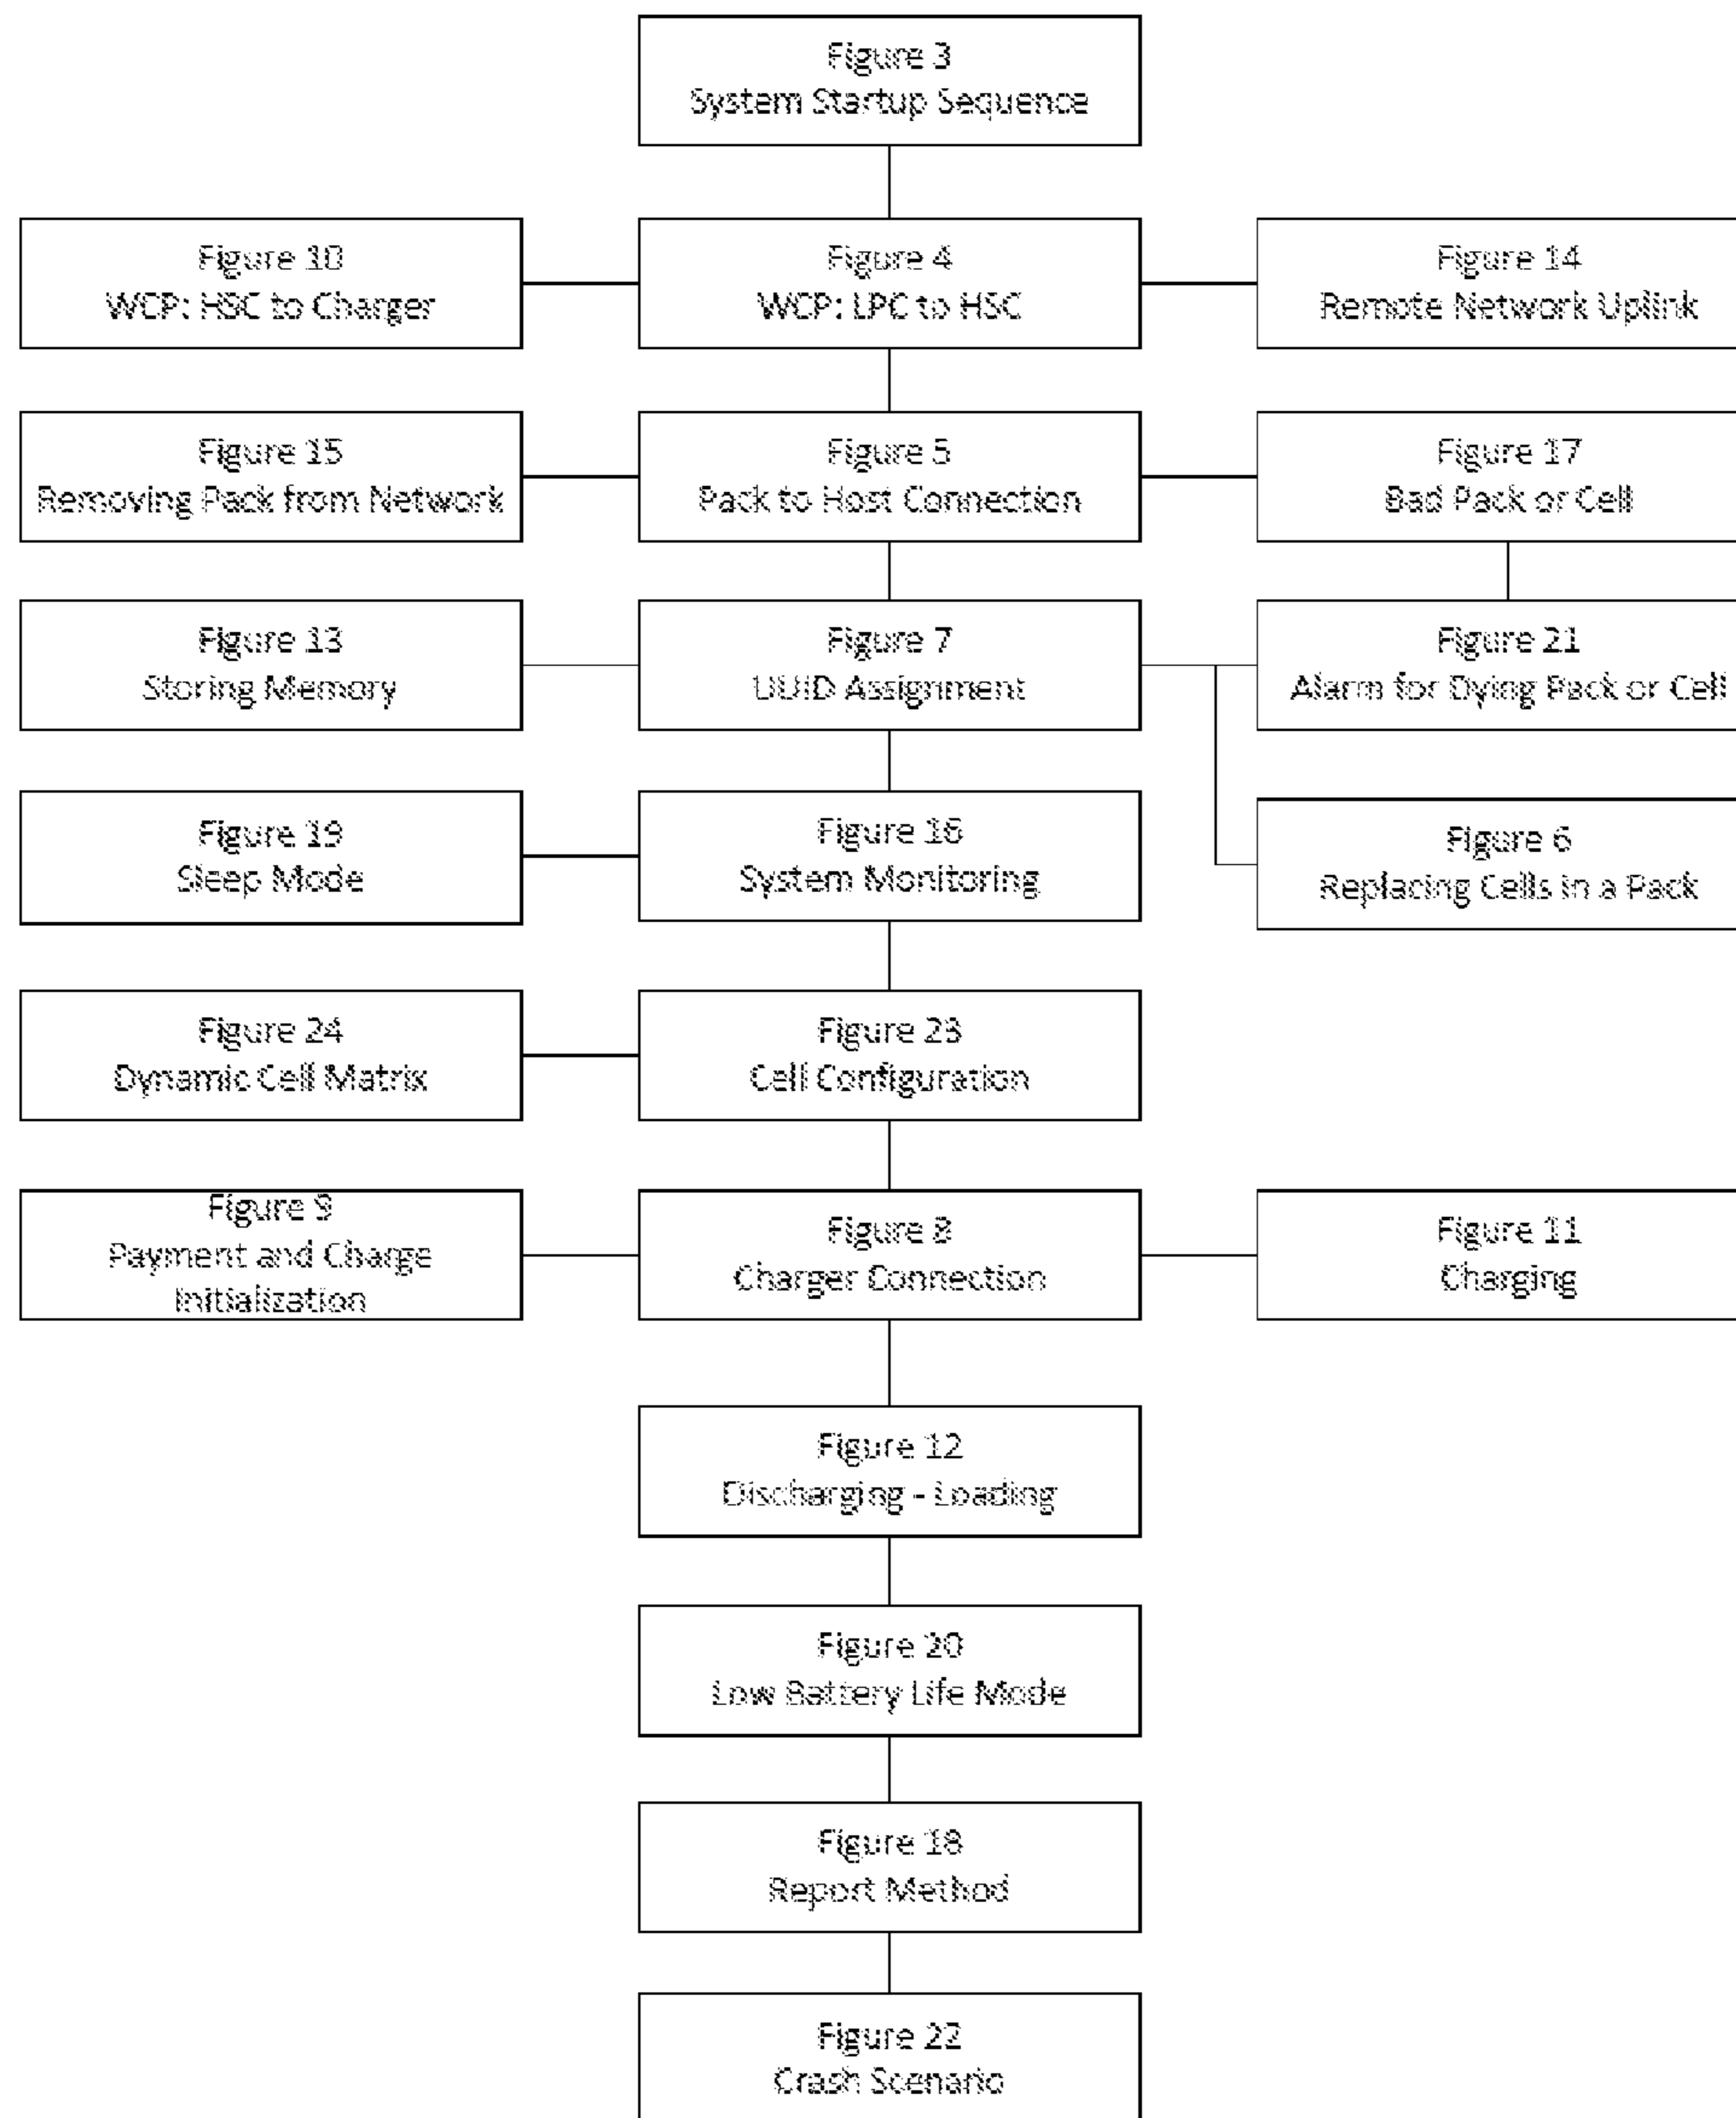 Figure 3
System Startup Sequence
Figure 10
WCP: HSC to Charger
Figure 4
WCP: LPC to HSC
Figure 14
Remote Network Uplink
Figure 15
Removing Pack from Network
Figure 5
Pack to Host Connection
Figure 17
Bad Pack or Cell
Figure 13
Storing Memory
Figure 7
UUID Assignment
Figure 21
Alarm for Dying Pack or Cell
Figure 19
Sleep Mode
Figure 16
System Monitoring
Figure 6
Replacing Cells in a Pack
Figure 24
Dynamic Cell Matrix
Figure 23
Cell Configuration
Figure 9
Payment and Charge
Initialization
Figure 8
Charger Connection
Figure 11
Charging
Figure 12
Discharging - Loading
Figure 20
Low Battery Life Mode
Figure 18
Report Method
Figure 22
Crash Scenario